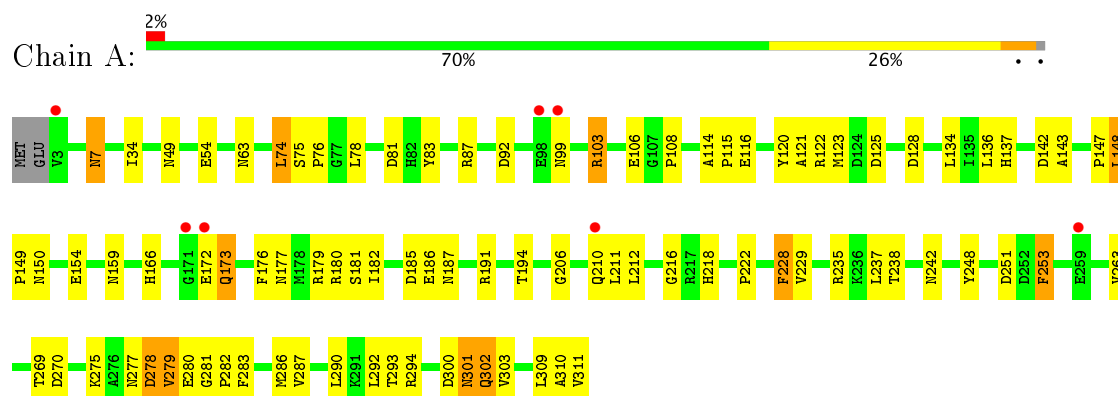 2%
Chain A:
70% 26% • •
MET GLU V3 N7 I34 N49 E54 N63 L74 S75 P76 G77 L78 D81 H82 Y83 R87 D92 E98 N99 R103 E106 G107 P108 A114 P115 E116 Y120 A121 R122 M123 D124 D125 D128 L134 I135 L136 H137 D142 A143 P147 L148
P149 N150 E154 N159 H166 G171 E172 Q173 F176 N177 M178 R179 R180 S181 I182 D185 E186 N187 R191 T194 G206 Q210 L211 L212 G216 R217 H218 P222 F228 V229 R235 K236 L237 T238 N242 Y248 D251 D252 F253 E259 V263
T269 D270 K275 A276 N277 D278 V279 E280 G281 P282 F283 M286 V287 L290 K291 L292 T293 R294 D300 N301 Q302 V303 L309 A310 V311